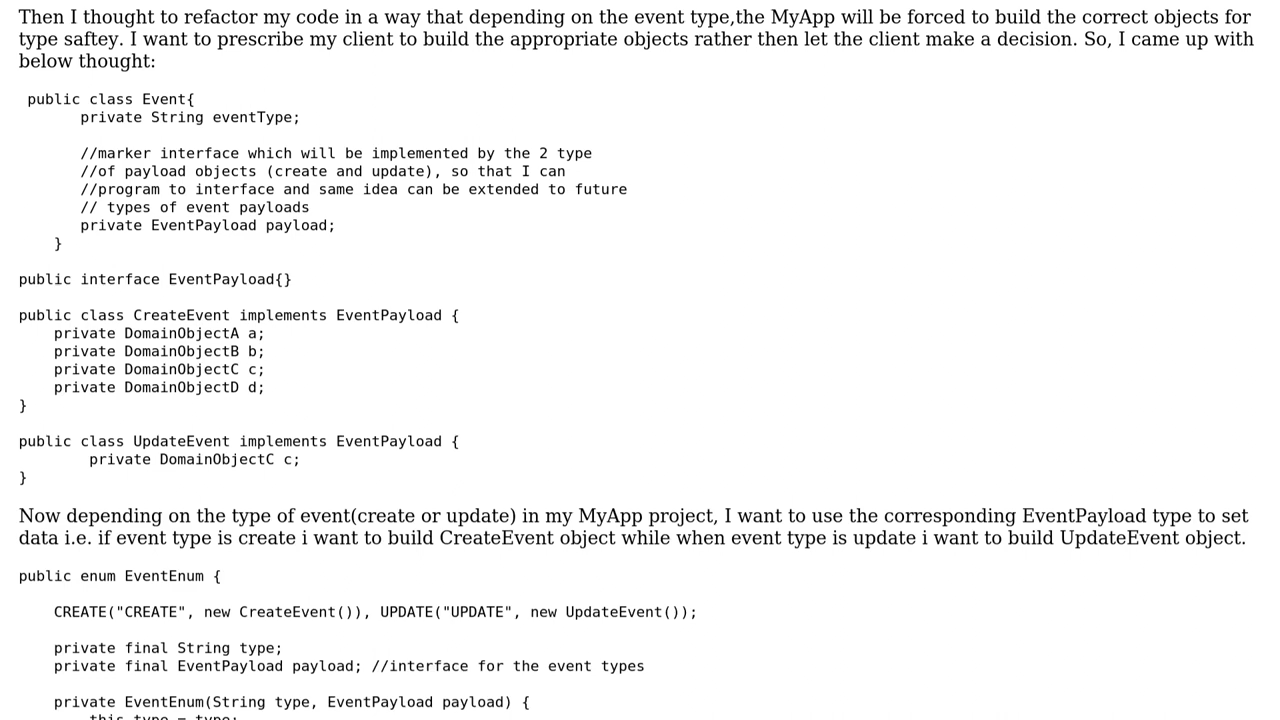 Then I thought to refactor my code in a way that depending on the event type,the MyApp will be forced to build the correct objects for
type saftey. I want to prescribe my client to build the appropriate objects rather then let the client make a decision. So, I came up with
below thought:
public class Event{
private String eventType;
//marker interface which will be implemented by the 2 type
//of payload objects (create and update), so that I can
//program to interface and same idea can be extended to future
// types of event payloads
private EventPayload payload;
}
public interface EventPayload{}
public class CreateEvent implements EventPayload {
private DomainObjectA a;
private DomainObjectB b;
private DomainObjectC c;
private DomainObjectD d;
}
public class UpdateEvent implements EventPayload {
private DomainObjectC c;
}
Now depending on the type of event(create or update) in my MyApp project, I want to use the corresponding EventPayload type to set
data i.e. if event type is create i want to build CreateEvent object while when event type is update i want to build UpdateEvent object.
public enum EventEnum {
CREATE("CREATE", new CreateEvent()), UPDATE("UPDATE", new UpdateEvent());
private final String type;
private final EventPayload payload; //interface for the event types
private EventEnum(String type, EventPayload payload) {
this.type = type;